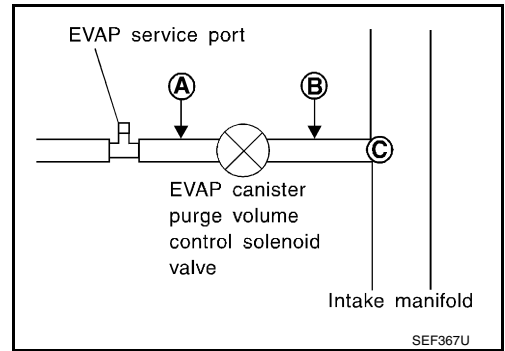 EVAP service port
A
B
C
EVAP canister
purge volume
control solenoid
valve
Intake manifold
SEF367U